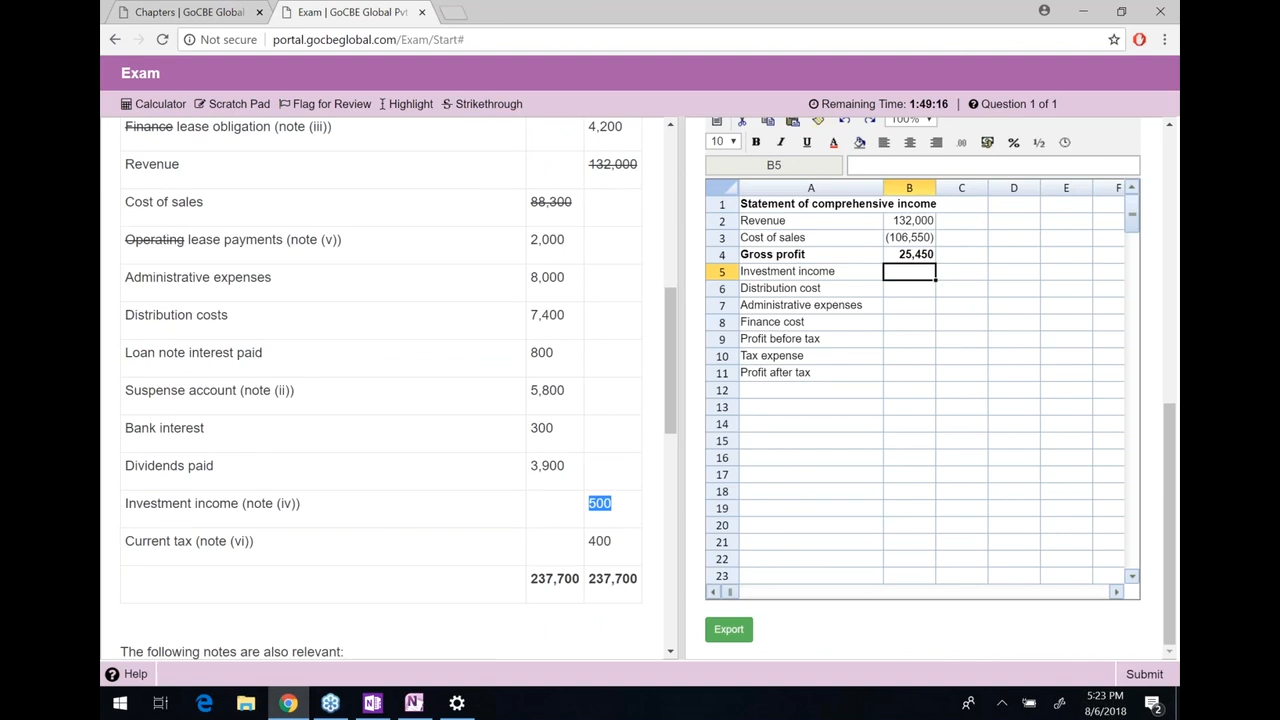 Chapters | GoCBE Global
Exam | GoCBE Global Pvt
Not secure
portal.gocbeglobal.com/Exam/Start#
Exam
Calculator Scratch Pad Flag for Review Highlight Strikethrough
Remaining Time: 1:49:16 | Question 1 of 1
Finance lease obligation (note (iii)) 4,200
Revenue 132,000
Cost of sales 88,300
Operating lease payments (note (v)) 2,000
Administrative expenses 8,000
Distribution costs 7,400
Loan note interest paid 800
Suspense account (note (ii)) 5,800
Bank interest 300
Dividends paid 3,900
Investment income (note (iv)) 500
Current tax (note (vi)) 400
237,700 237,700
The following notes are also relevant:
100%
10 B I U A .00 % 1/2
B5
A B C D E F
1 Statement of comprehensive income
2 Revenue 132,000
3 Cost of sales (106,550)
4 Gross profit 25,450
5 Investment income
6 Distribution cost
7 Administrative expenses
8 Finance cost
9 Profit before tax
10 Tax expense
11 Profit after tax
12
13
14
15
16
17
18
19
20
21
22
23
Export
Help
Submit
5:23 PM
8/6/2018
2